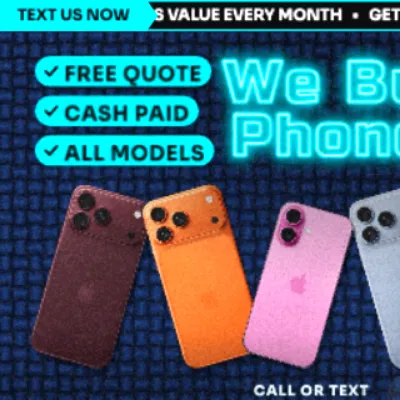 TEXT US NOW
S VALUE EVERY MONTH • GET
✓ FREE QUOTE
✓ CASH PAID
✓ ALL MODELS
We Bu
Phon
CALL OR TEXT